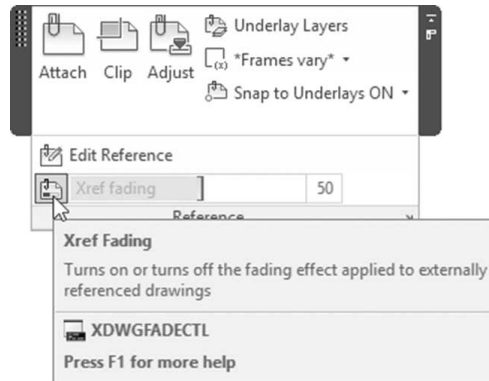 Underlay Layers
*Frames vary*
Attach Clip Adjust
Snap to Underlays ON
Edit Reference
Xref fading 50
Reference
Xref Fading
Turns on or turns off the fading effect applied to externally
referenced drawings
XDWGFADECTL
Press F1 for more help